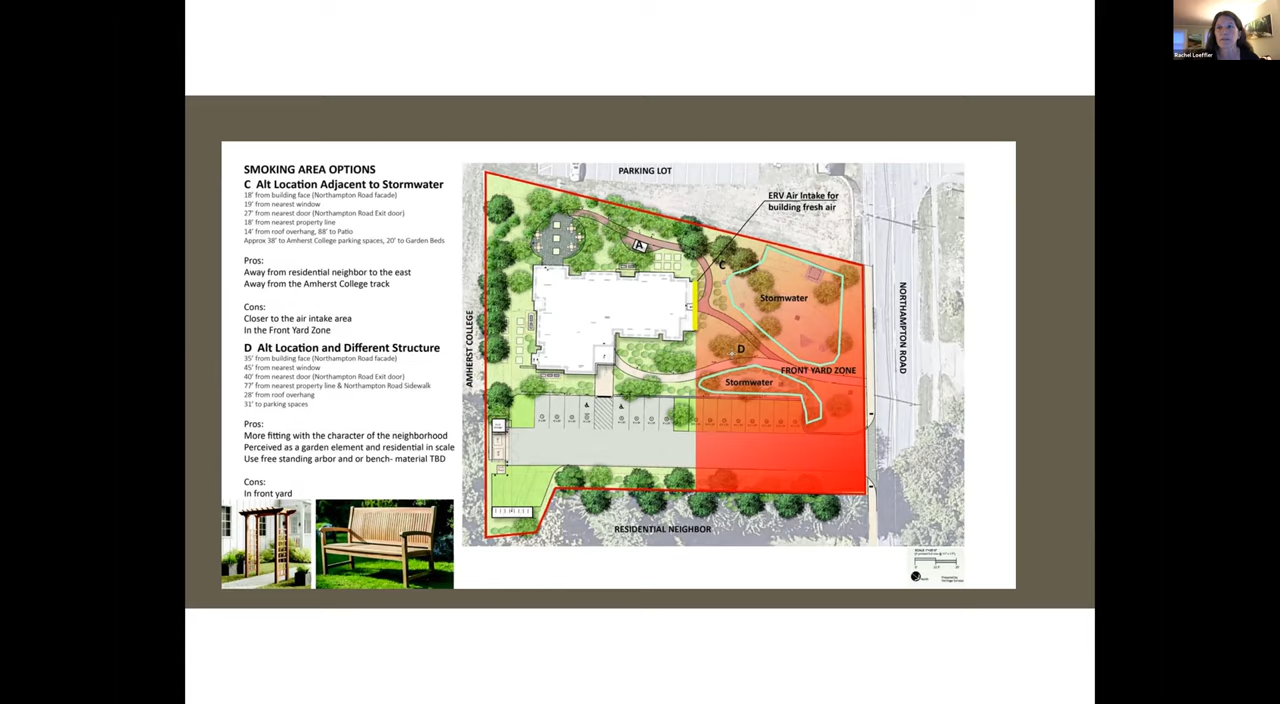 Rachel Loeffler
SMOKING AREA OPTIONS
C Alt Location Adjacent to Stormwater
18' from building face (Northampton Road facade)
19' from nearest window
27' from nearest door (Northampton Road Exit door)
18' from nearest property line
14' from roof overhang, 88' to Patio
Approx 38' to Amherst College parking spaces, 20' to Garden Beds
Pros:
Away from residential neighbor to the east
Away from the Amherst College track
Cons:
Closer to the air intake area
In the Front Yard Zone
D Alt Location and Different Structure
35' from building face (Northampton Road facade)
45' from nearest window
40' from nearest door (Northampton Road Exit door)
77' from nearest property line & Northampton Road Sidewalk
28' from roof overhang
31' to parking spaces
Pros:
More fitting with the character of the neighborhood
Perceived as a garden element and residential in scale
Use free standing arbor and or bench- material TBD
Cons:
In front yard
PARKING LOT
ERV Air Intake for
building fresh air
A
C
Stormwater
NORTHAMPTON ROAD
AMHERST COLLEGE
D
FRONT YARD ZONE
Stormwater
RESIDENTIAL NEIGHBOR